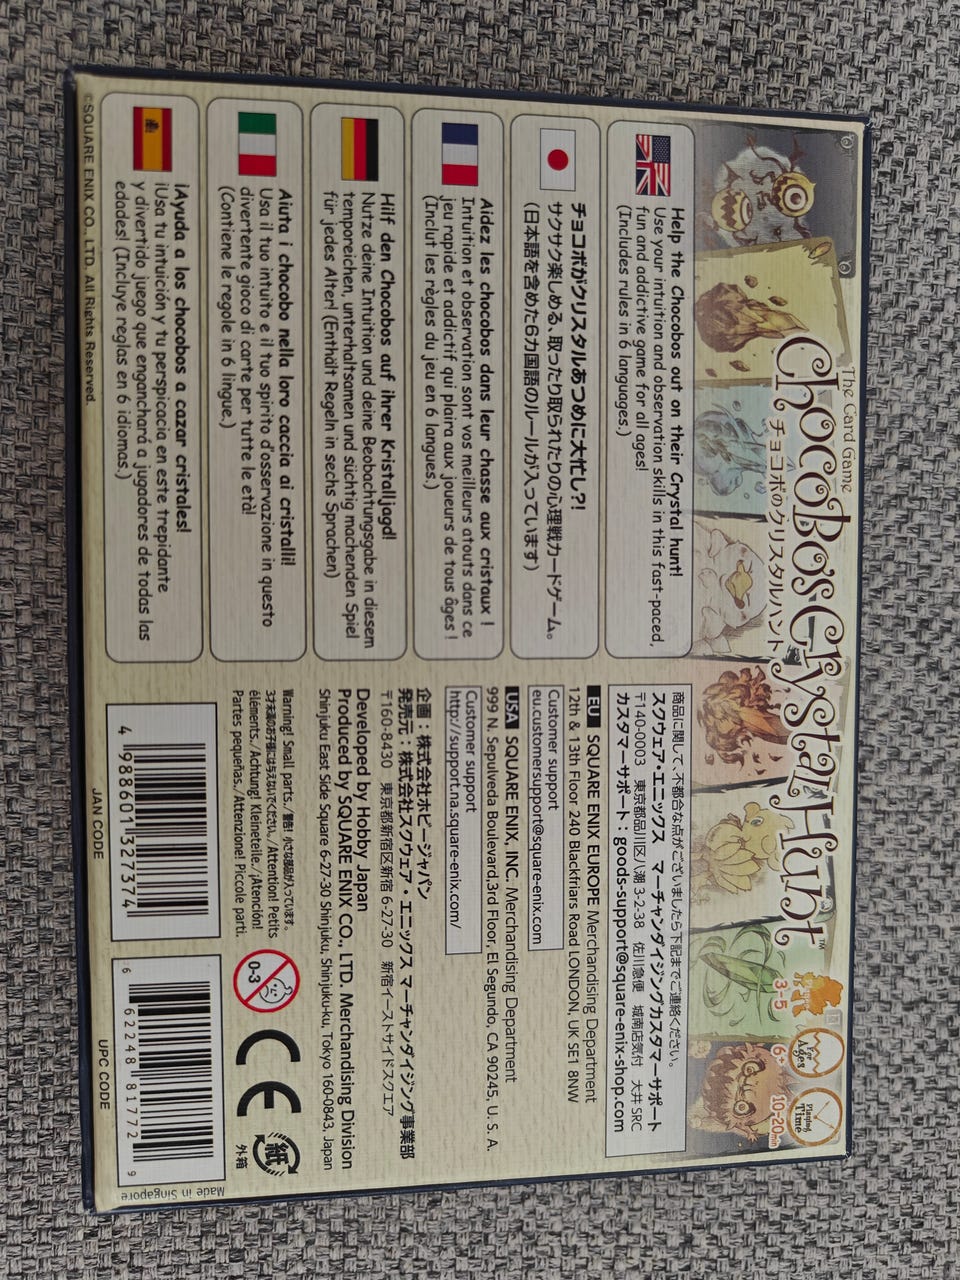 The Card Game
Chocobos Crystal Hunt™
チョコボのクリスタルハント
3-5
For Ages
6+
Playing Time
10-20min
Help the Chocobos out on their Crystal hunt!
Use your intuition and observation skills in this fast-paced,
fun and addictive game for all ages!
(Includes rules in 6 languages.)
チョコボがクリスタルあつめに大忙し?!
サクサク楽しめる、取ったり取られたりの心理戦カードゲーム。
(日本語を含めた6カ国語のルールが入っています)
Aidez les chocobos dans leur chasse aux cristaux !
Intuition et observation sont vos meilleurs atouts dans ce
jeu rapide et addictif qui plaira aux joueurs de tous âges !
(Inclut les règles du jeu en 6 langues.)
Hilf den Chocobos auf ihrer Kristalljagd!
Nutze deine Intuition und deine Beobachtungsgabe in diesem
temporeichen, unterhaltsamen und süchtig machenden Spiel
für jedes Alter! (Enthält Regeln in sechs Sprachen)
Aiuta i chocobo nella loro caccia ai cristalli!
Usa il tuo intuito e il tuo spirito d'osservazione in questo
divertente gioco di carte per tutte le età!
(Contiene le regole in 6 lingue.)
¡Ayuda a los chocobos a cazar cristales!
¡Usa tu intuición y tu perspicacia en este trepidante
y divertido juego que enganchará a jugadores de todas las
edades! (Incluye reglas en 6 idiomas.)
©SQUARE ENIX CO., LTD. All Rights Reserved.
商品に関して、不都合な点がございましたら下記までご連絡ください。
スクウェア・エニックス マーチャンダイジングカスタマーサポート
〒140-0003 東京都品川区八潮 3-2-38 佐川急便 城南店気付 大井 SRC
カスタマーサポート：goods-support@square-enix-shop.com
EU SQUARE ENIX EUROPE Merchandising Department
12th & 13th Floor 240 Blackfriars Road LONDON, UK SE1 8NW
Customer support
eu.customersupport@square-enix.com
USA SQUARE ENIX, INC. Merchandising Department
999 N. Sepulveda Boulevard,3rd Floor, El Segundo, CA 90245, U. S. A.
Customer support
http://support.na.square-enix.com/
企画：株式会社ホビージャパン
発売元：株式会社スクウェア・エニックス マーチャンダイジング事業部
〒160-8430 東京都新宿区新宿 6-27-30 新宿イーストサイドスクエア
Developed by Hobby Japan
Produced by SQUARE ENIX CO., LTD. Merchandising Division
Shinjuku East Side Square 6-27-30 Shinjuku, Shinjuku-ku, Tokyo 160-0843, Japan
Warning! Small parts./警告! 小さな部品が入っています。
3才未満のお子様には与えないでください。/Attention! Petits
éléments./Achtung! Kleineteile./¡Atención!
Partes pequeñas./Attenzione! Piccole parti.
0-3
CE
紙
外箱
4 988601 327374
JAN CODE
6 62248 81772 9
UPC CODE
Made in Singapore